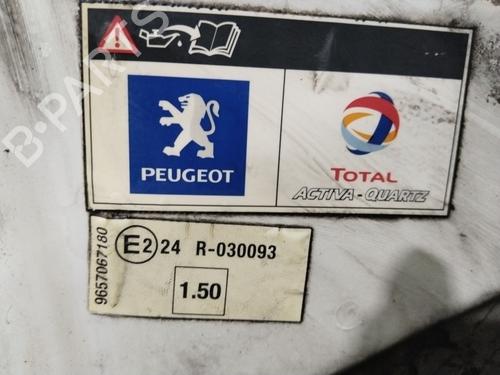 PEUGEOT
TOTAL
ACTIVA-QUARTZ
9657067180
E2 24 R-030093
1.50
B-PARTS